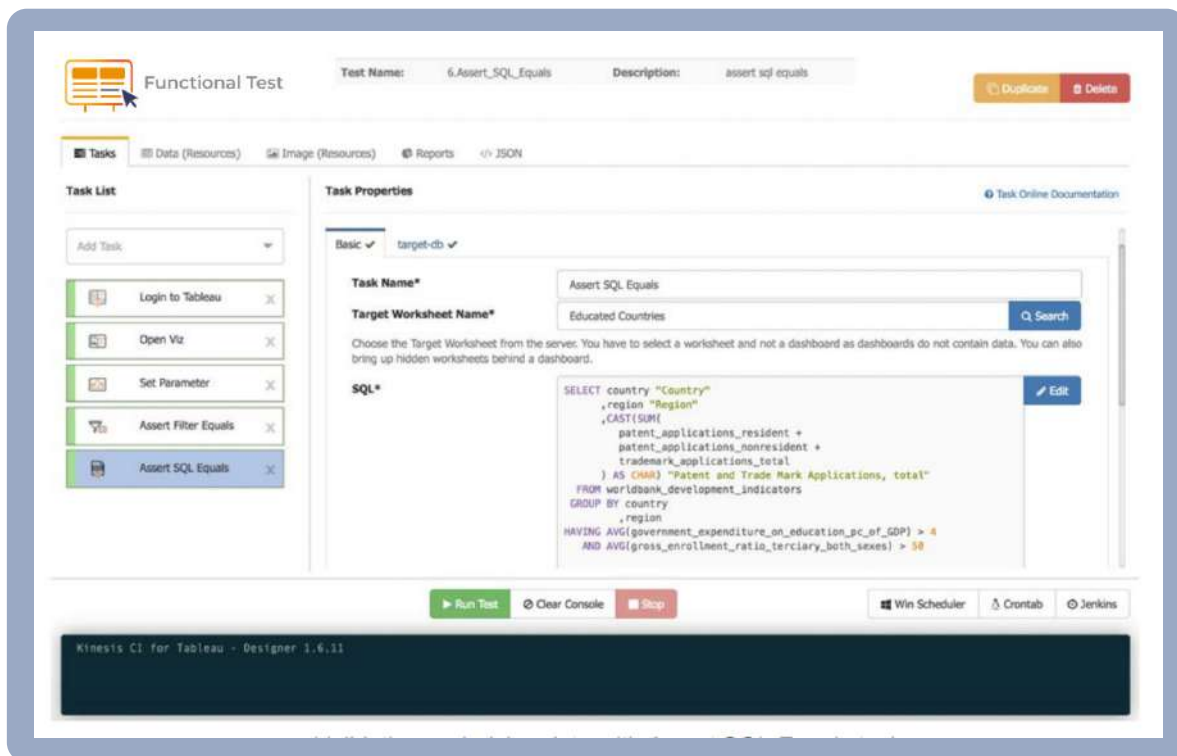 Functional Test
Test Name: 6.Assert_SQL_Equals Description: assert sql equals
Duplicate Delete
Tasks Data (Resources) Image (Resources) Reports </> JSON
Task List
Task Properties
Task Online Documentation
Add Task
Login to Tableau X
Open Viz X
Set Parameter X
Assert Filter Equals X
Assert SQL Equals X
Basic ✔ target-db ✔
Task Name* Assert SQL Equals
Target Worksheet Name* Educated Countries Search
Choose the Target Worksheet from the server. You have to select a worksheet and not a dashboard as dashboards do not contain data. You can also
bring up hidden worksheets behind a dashboard.
SQL*
Edit
SELECT country "Country"
,region "Region"
,CAST(SUM(
patent_applications_resident +
patent_applications_nonresident +
trademark_applications_total
) AS CHAR) "Patent and Trade Mark Applications, total"
FROM worldbank_development_indicators
GROUP BY country
,region
HAVING AVG(government_expenditure_on_education_pc_of_GDP) > 4
AND AVG(gross_enrollment_ratio_terciary_both_sexes) > 50
Run Test Clear Console Stop
Win Scheduler Crontab Jenkins
Kinesis CI for Tableau - Designer 1.6.11